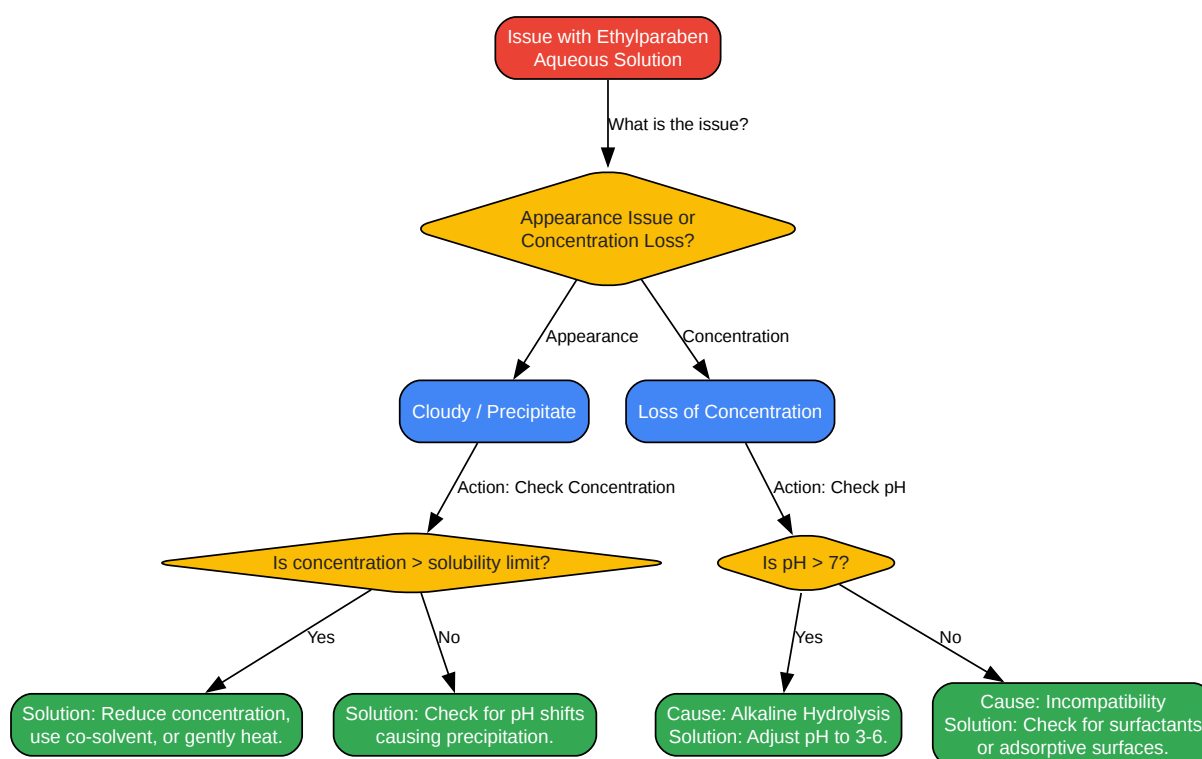 Issue with Ethylparaben
Aqueous Solution
What is the issue?
Appearance Issue or
Concentration Loss?
Appearance
Concentration
Cloudy / Precipitate
Loss of Concentration
Action: Check Concentration
Action: Check pH
Is concentration > solubility limit?
Is pH > 7?
Yes
No
Yes
No
Solution: Reduce concentration,
use co-solvent, or gently heat.
Solution: Check for pH shifts
causing precipitation.
Cause: Alkaline Hydrolysis
Solution: Adjust pH to 3-6.
Cause: Incompatibility
Solution: Check for surfactants
or adsorptive surfaces.